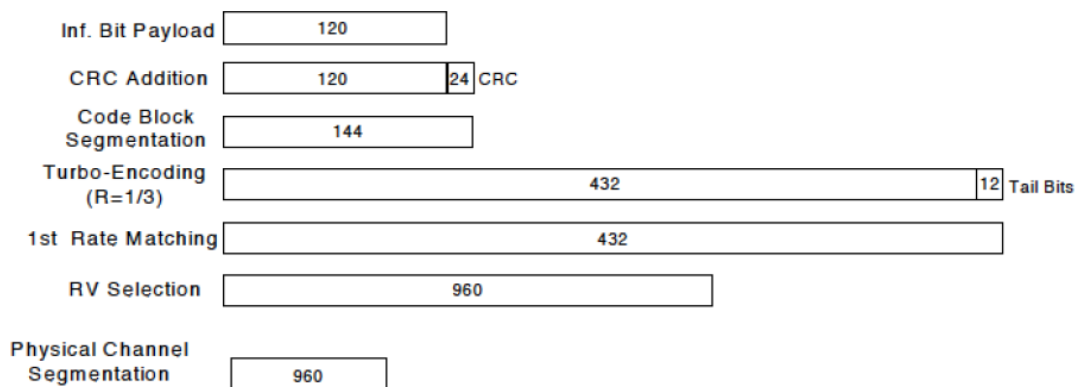 Inf. Bit Payload 120
CRC Addition 120 24 CRC
Code Block
Segmentation 144
Turbo-Encoding
(R=1/3) 432 12 Tail Bits
1st Rate Matching 432
RV Selection 960
Physical Channel
Segmentation 960